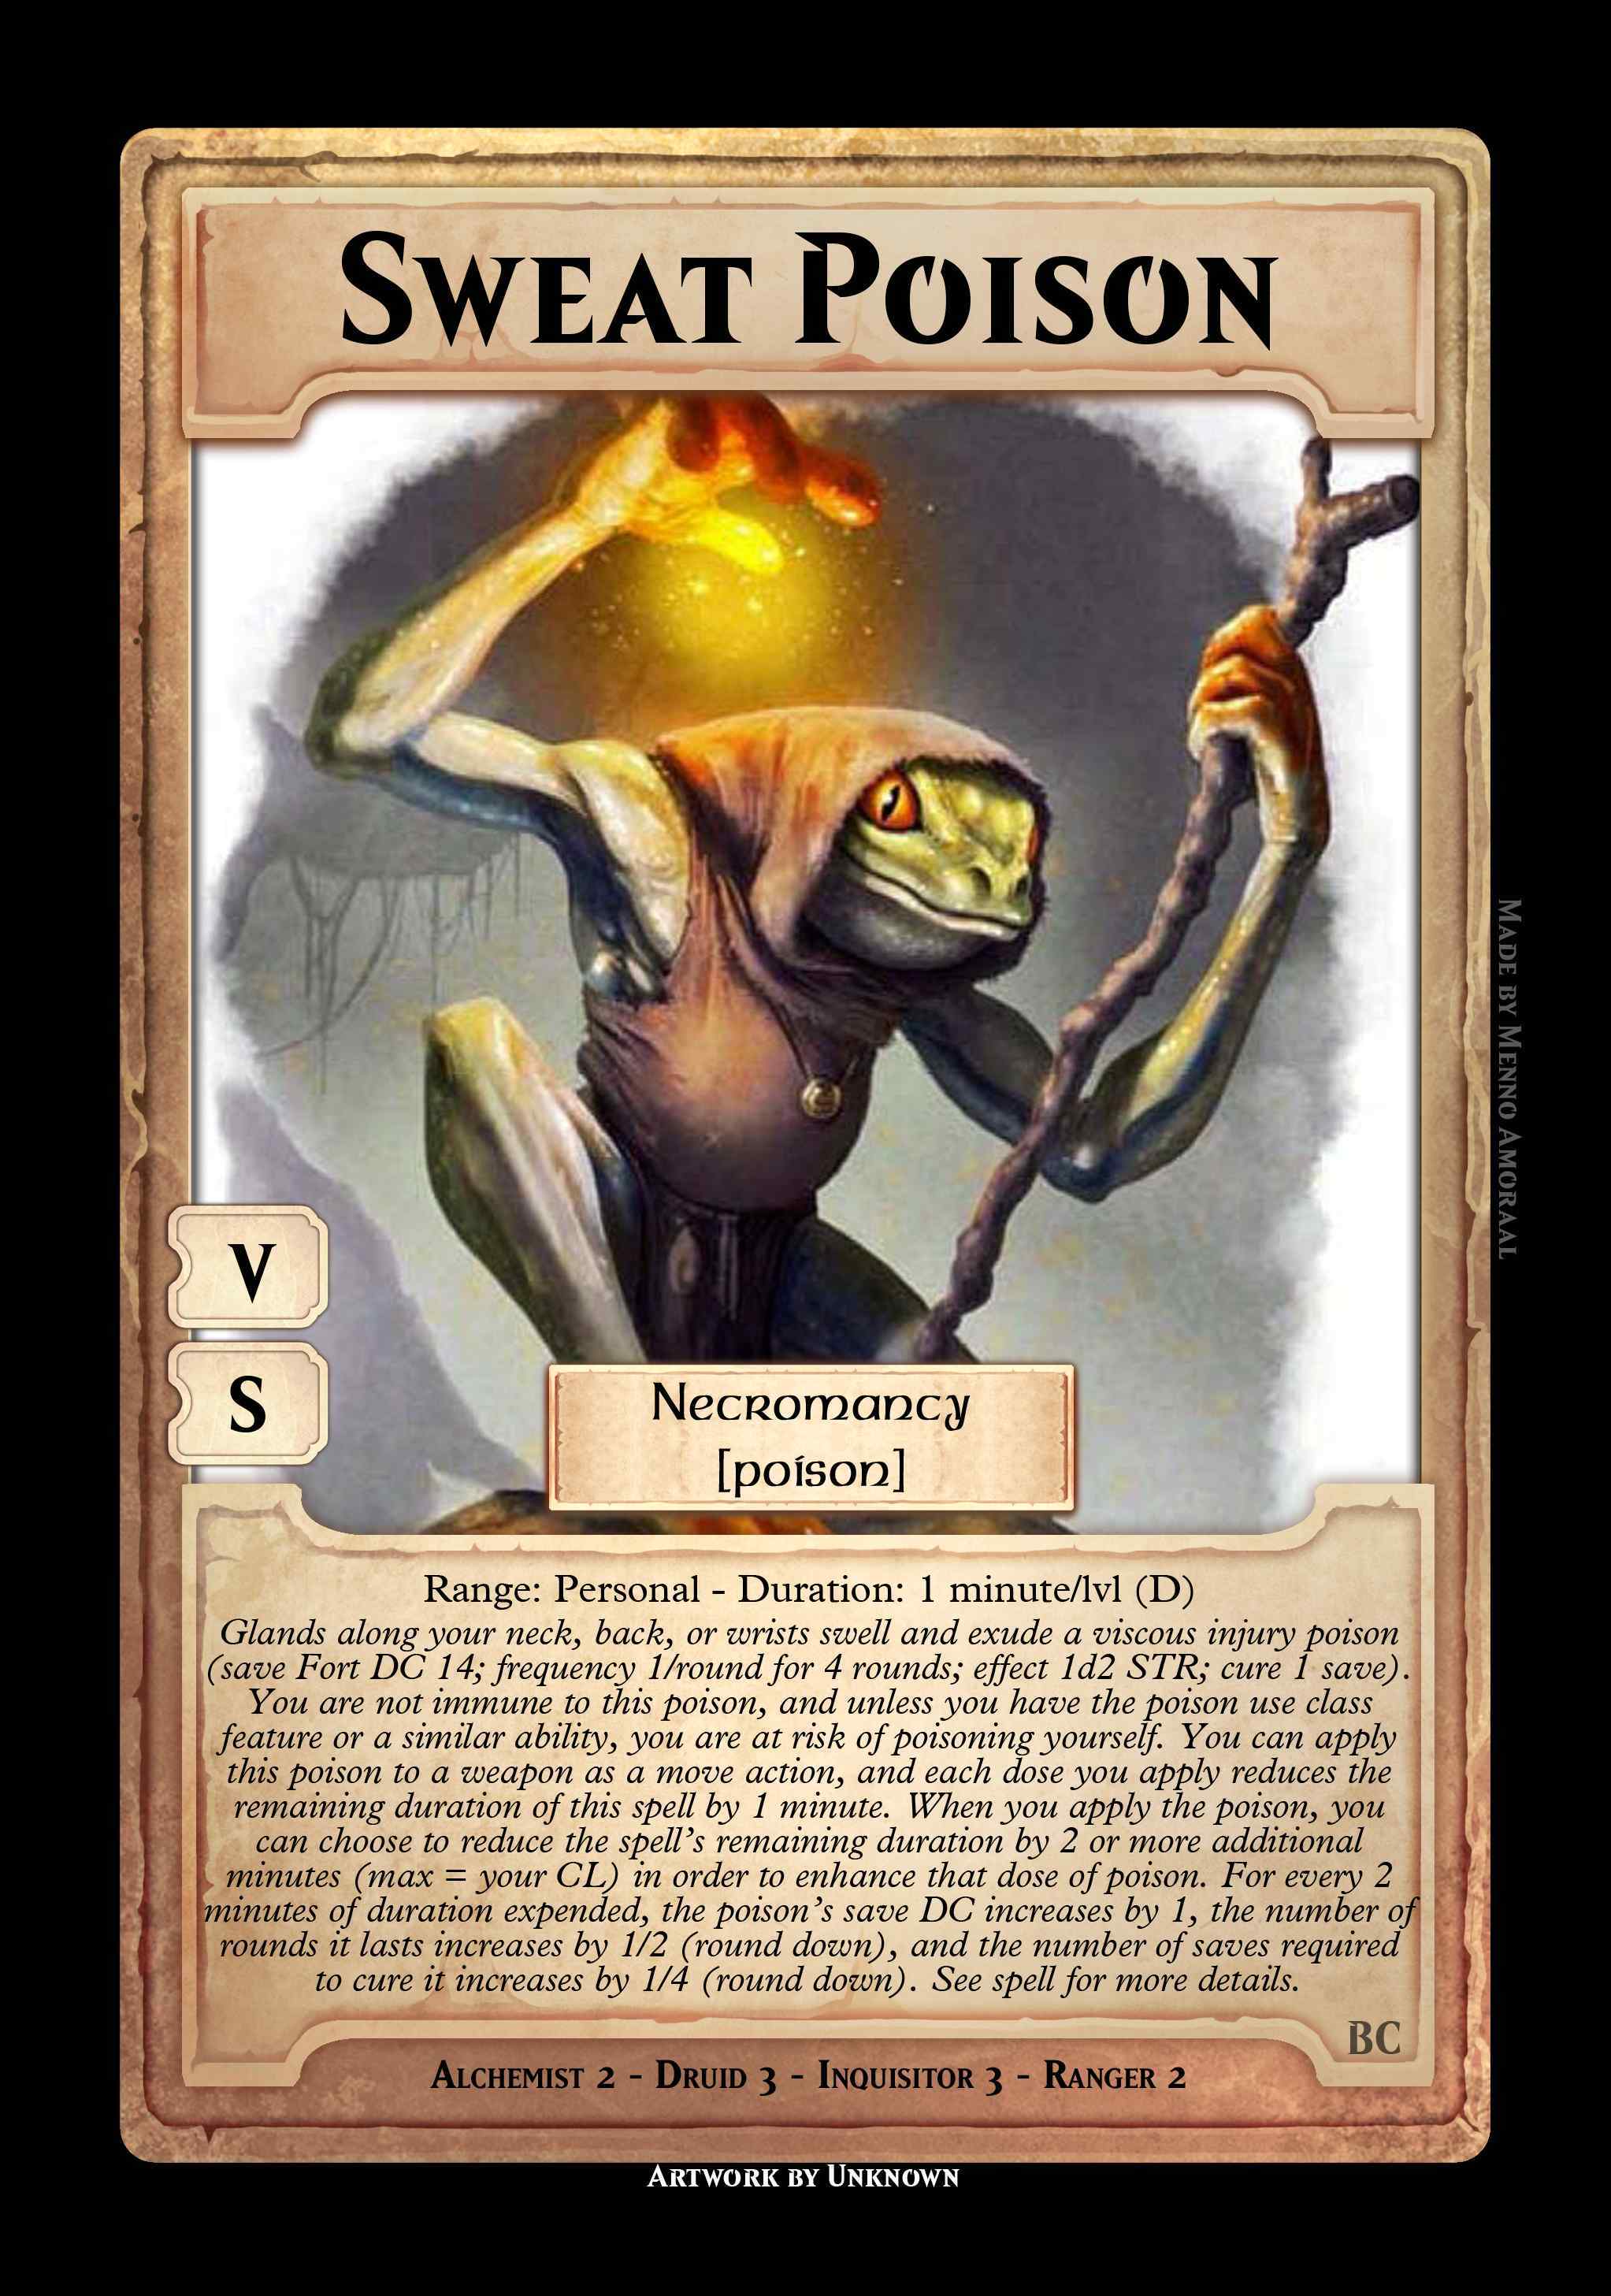 Sweat Poison
V
S
Necromancy
[poison]
Range: Personal - Duration: 1 minute/lvl (D)
Glands along your neck, back, or wrists swell and exude a viscous injury poison
(save Fort DC 14; frequency 1/round for 4 rounds; effect 1d2 STR; cure 1 save).
You are not immune to this poison, and unless you have the poison use class
feature or a similar ability, you are at risk of poisoning yourself. You can apply
this poison to a weapon as a move action, and each dose you apply reduces the
remaining duration of this spell by 1 minute. When you apply the poison, you
can choose to reduce the spell's remaining duration by 2 or more additional
minutes (max = your CL) in order to enhance that dose of poison. For every 2
minutes of duration expended, the poison's save DC increases by 1, the number of
rounds it lasts increases by 1/2 (round down), and the number of saves required
to cure it increases by 1/4 (round down). See spell for more details.
BC
Alchemist 2 - Druid 3 - Inquisitor 3 - Ranger 2
Artwork by Unknown
Made by Menno Amoraal